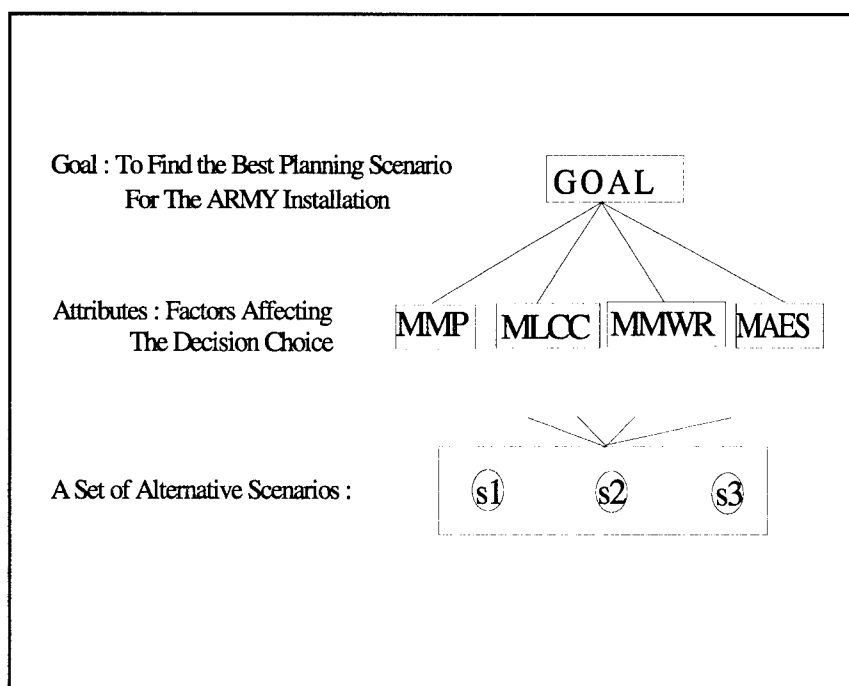 Goal : To Find the Best Planning Scenario
For The ARMY Installation
GOAL
Attributes : Factors Affecting
The Decision Choice
MMP
MLCC
MMWR
MAES
A Set of Alternative Scenarios :
s1
s2
s3